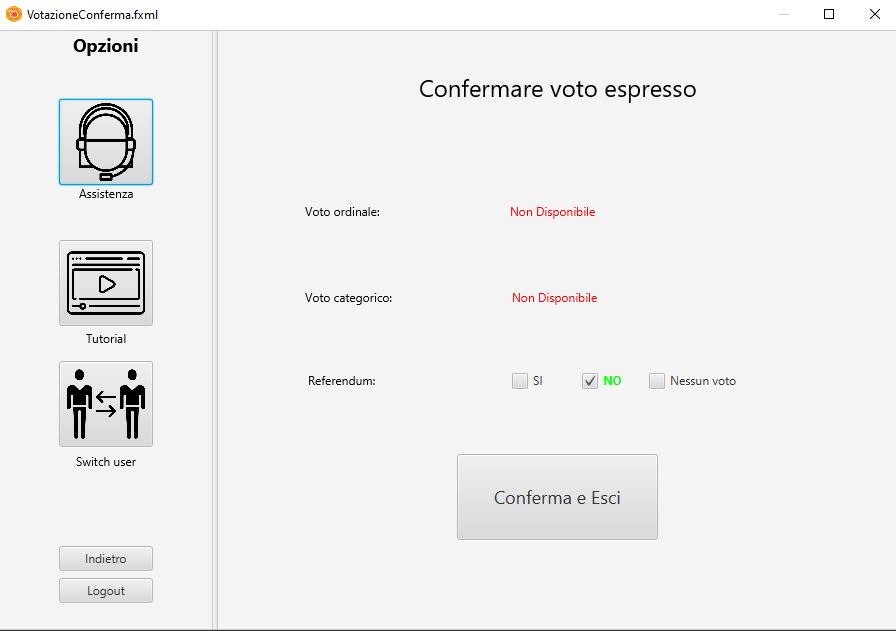 VotazioneConferma.fxml
Opzioni
Assistenza
Tutorial
Switch user
Indietro
Logout
Confermare voto espresso
Voto ordinale: Non Disponibile
Voto categorico: Non Disponibile
Referendum: SI NO Nessun voto
Conferma e Esci